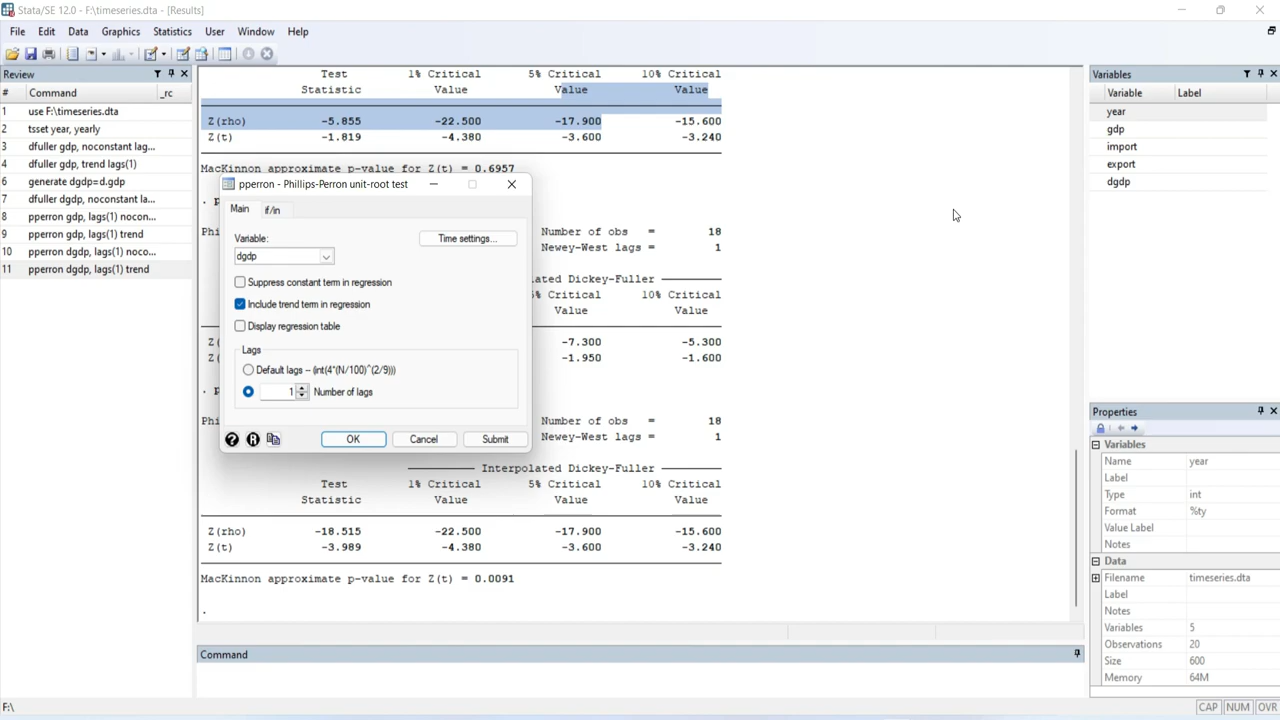 Stata/SE 12.0 - F:\timeseries.dta - [Results]
File Edit Data Graphics Statistics User Window Help
Review
# Command _rc
1 use F:\timeseries.dta
2 tsset year, yearly
3 dfuller gdp, noconstant lag...
4 dfuller gdp, trend lags(1)
6 generate dgdp=d.gdp
7 dfuller dgdp, noconstant la...
8 pperron gdp, lags(1) nocon...
9 pperron gdp, lags(1) trend
10 pperron dgdp, lags(1) noco...
11 pperron dgdp, lags(1) trend
Test 1% Critical 5% Critical 10% Critical
Statistic Value Value Value
Z(rho) -5.855 -22.500 -17.900 -15.600
Z(t) -1.819 -4.380 -3.600 -3.240
MacKinnon approximate p-value for Z(t) = 0.6957
. p
Phi Number of obs = 18
Newey-West lags = 1
ated Dickey-Fuller
5% Critical 10% Critical
Value Value
Z( -7.300 -5.300
Z( -1.950 -1.600
. p
Phi Number of obs = 18
Newey-West lags = 1
Interpolated Dickey-Fuller
Test 1% Critical 5% Critical 10% Critical
Statistic Value Value Value
Z(rho) -18.515 -22.500 -17.900 -15.600
Z(t) -3.989 -4.380 -3.600 -3.240
MacKinnon approximate p-value for Z(t) = 0.0091
.
pperron - Phillips-Perron unit-root test
Main if/in
Variable: Time settings...
dgdp
Suppress constant term in regression
Include trend term in regression
Display regression table
Lags
Default lags -- (int(4*(N/100)^(2/9)))
1 Number of lags
? R OK Cancel Submit
Command
Variables
Variable Label
year
gdp
import
export
dgdp
Properties
Variables
Name year
Label
Type int
Format %ty
Value Label
Notes
Data
Filename timeseries.dta
Label
Notes
Variables 5
Observations 20
Size 600
Memory 64M
F:\ CAP NUM OVR